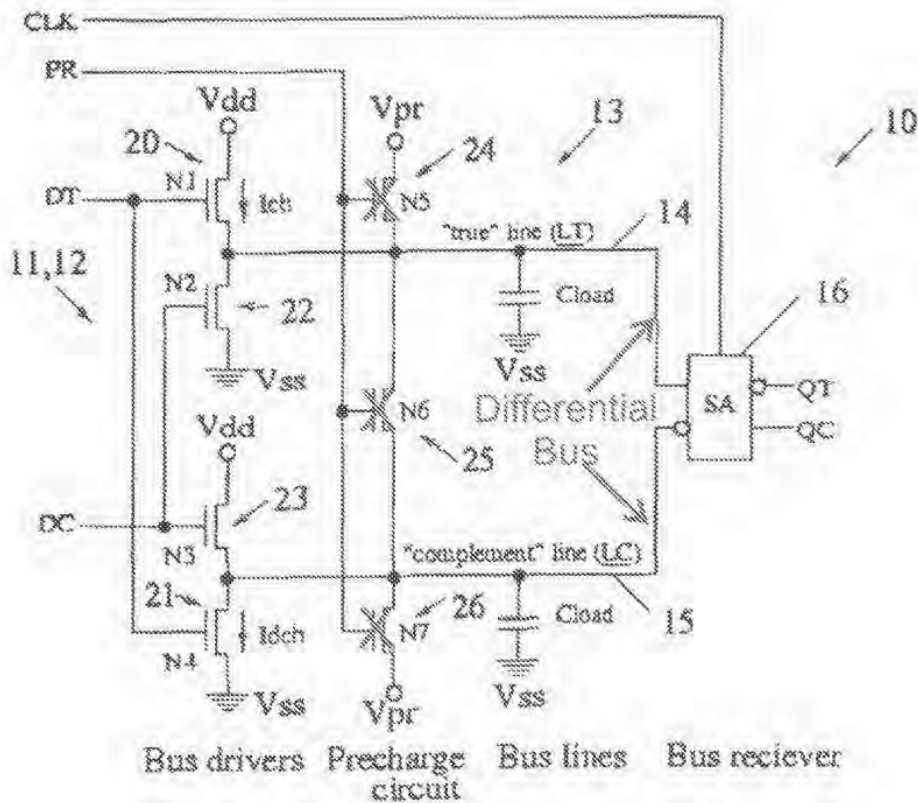 CLK
PR
Vdd
Vpr
13
10
20
24
N1
N5
DT
Ich
"true" line (LT)
14
11,12
N2
22
Cload
16
Vss
Vss
SA
QT
N6
Differential
QC
Vdd
Bus
25
23
DC
N3
"complement" line (LC)
21
26
Idch
N7
Cload
15
N4
Vss
Vss
Vpr
Bus drivers
Precharge
circuit
Bus lines
Bus reciever